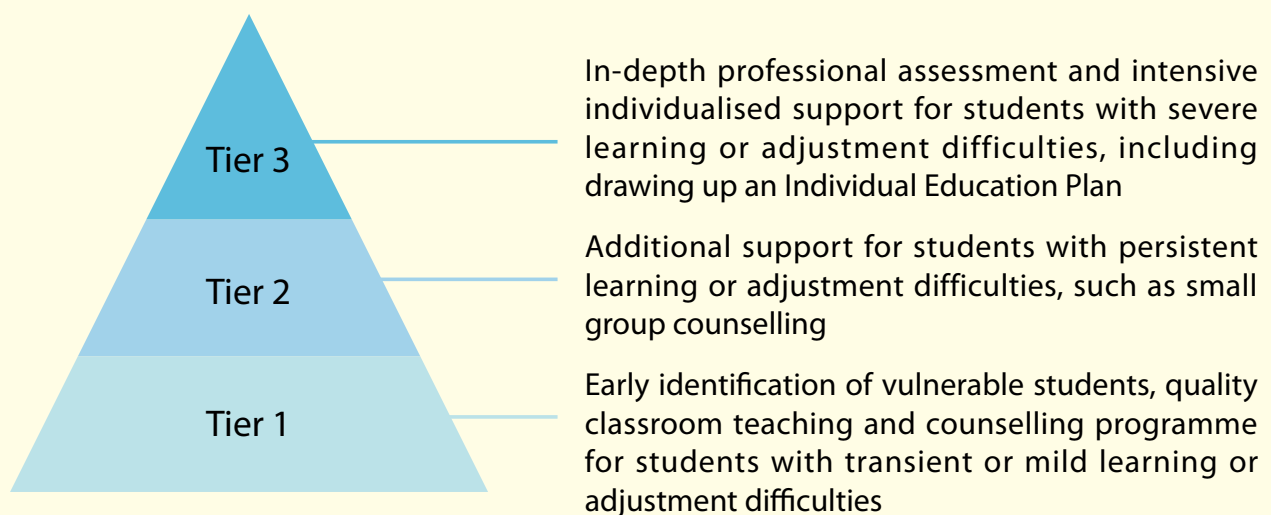 Tier 3
In-depth professional assessment and intensive
individualised support for students with severe
learning or adjustment difficulties, including
drawing up an Individual Education Plan
Tier 2
Additional support for students with persistent
learning or adjustment difficulties, such as small
group counselling
Tier 1
Early identification of vulnerable students, quality
classroom teaching and counselling programme
for students with transient or mild learning or
adjustment difficulties